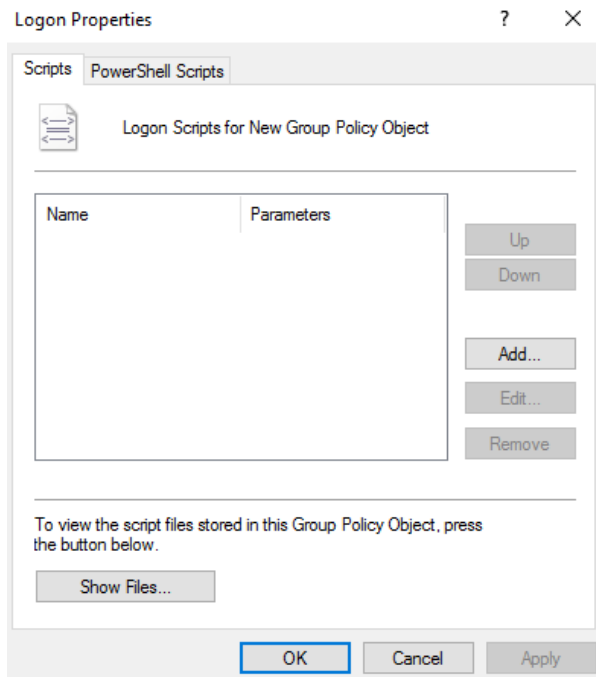 Logon Properties
? ×
Scripts PowerShell Scripts
Logon Scripts for New Group Policy Object
Name Parameters
Up
Down
Add...
Edit...
Remove
To view the script files stored in this Group Policy Object, press
the button below.
Show Files...
OK Cancel Apply